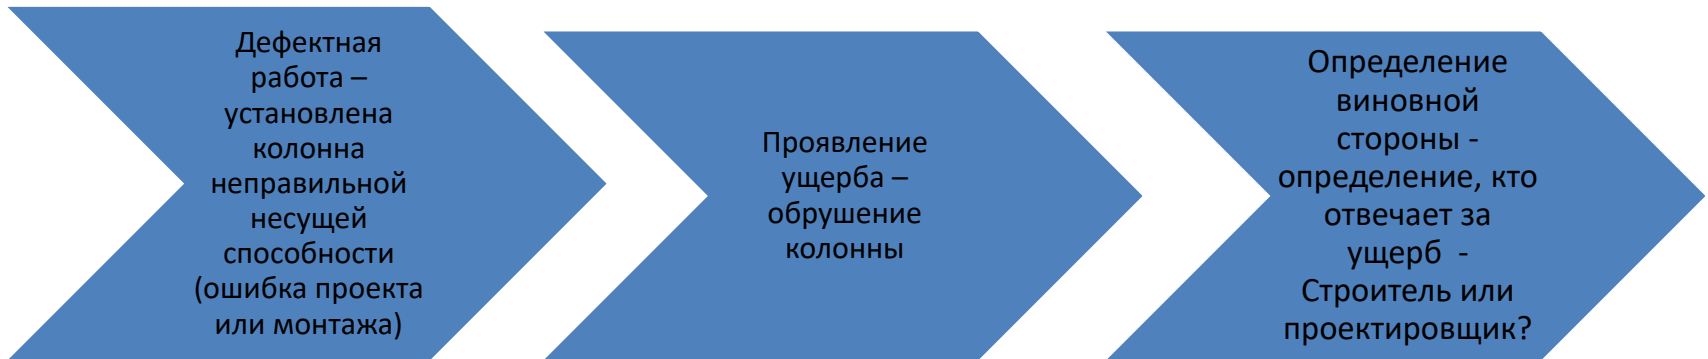 Дефектная
работа –
установлена
колонна
неправильной
несущей
способности
(ошибка проекта
или монтажа)
Проявление
ущерба –
обрушение
колонны
Определение
виновной
стороны -
определение, кто
отвечает за
ущерб -
Строитель или
проектировщик?